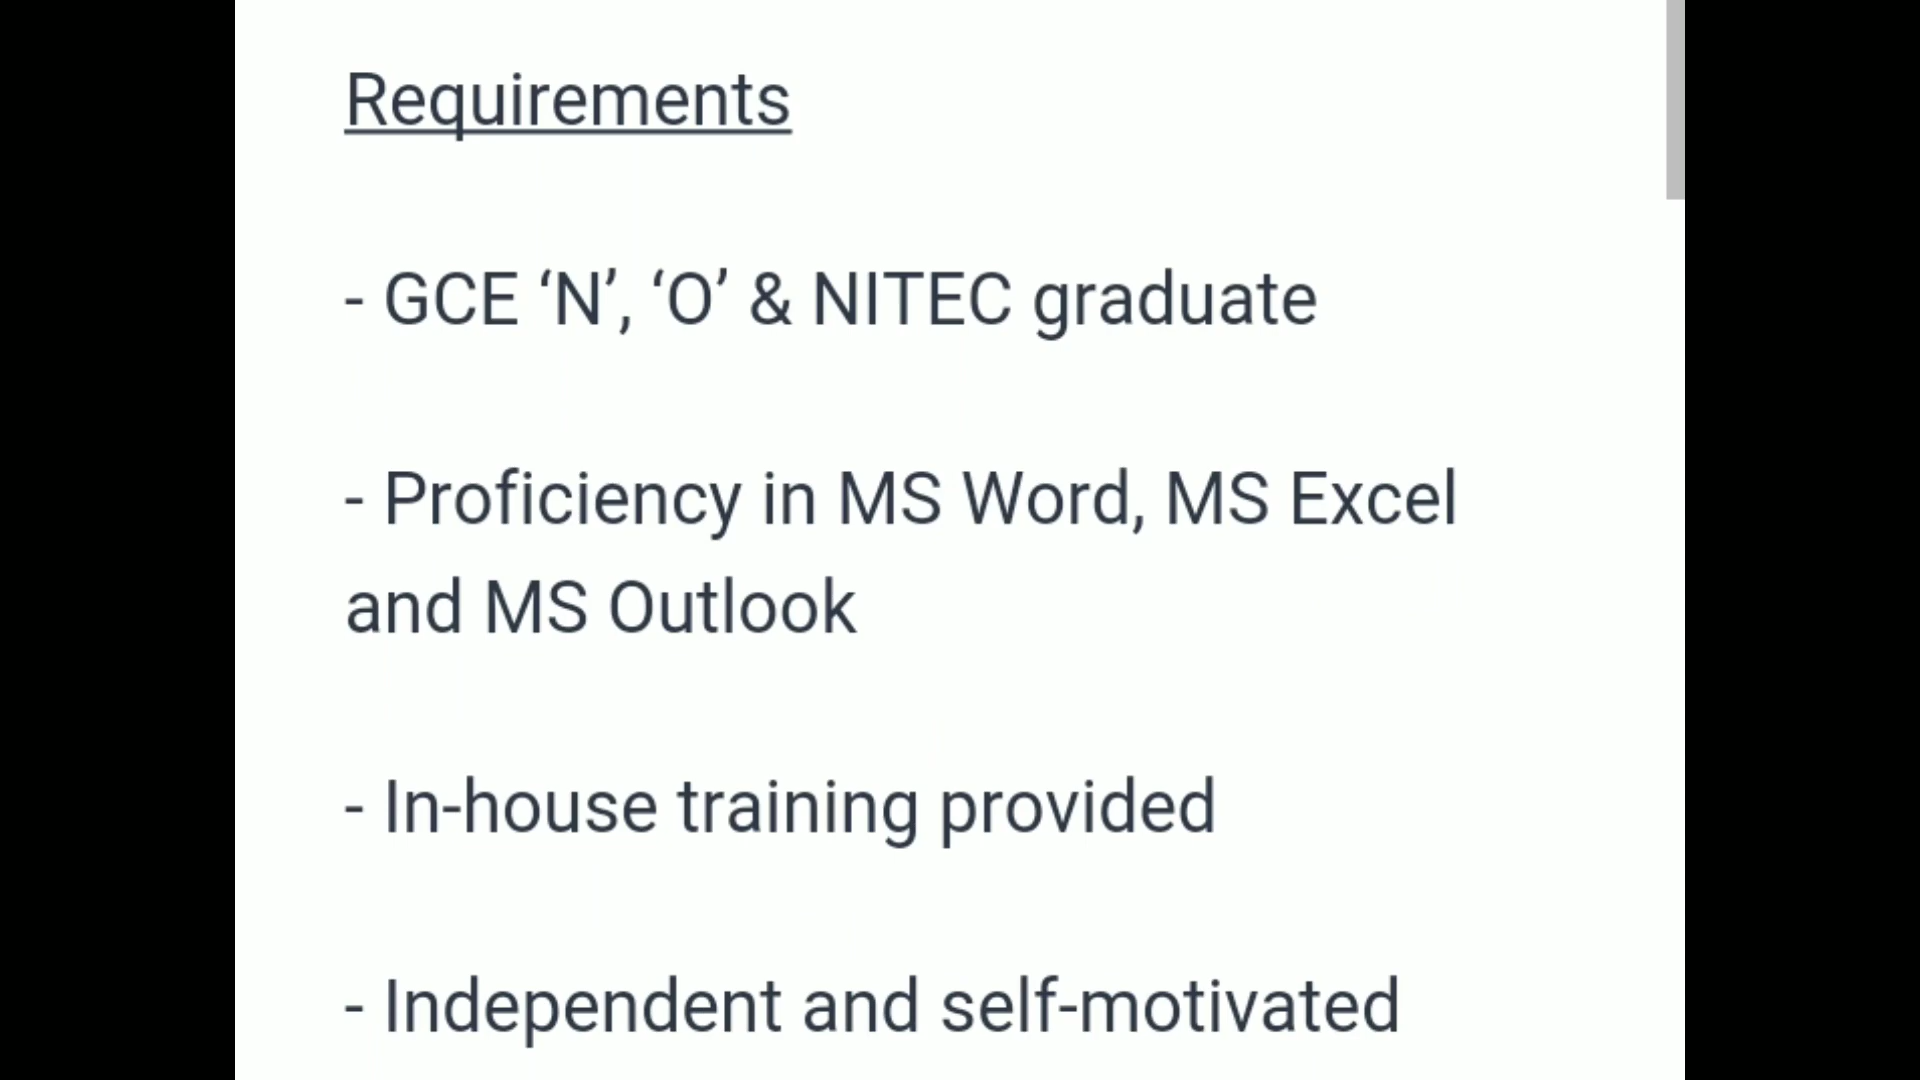 Requirements
- GCE ‘N’, ‘O’ & NITEC graduate
- Proficiency in MS Word, MS Excel
and MS Outlook
- In-house training provided
- Independent and self-motivated